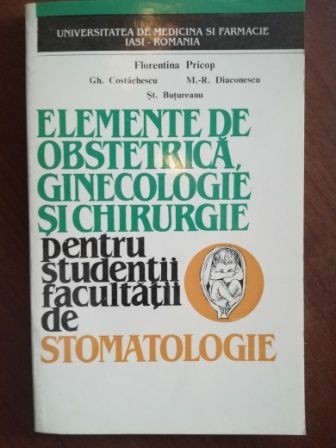 UNIVERSITATEA DE MEDICINA SI FARMACIE
IASI - ROMANIA
Florentina Pricop
Gh. Costăchescu M.-R. Diaconescu
Șt. Buțureanu
ELEMENTE DE
OBSTETRICĂ,
GINECOLOGIE
ȘI CHIRURGIE
pentru
studenții
facultății
de
STOMATOLOGIE